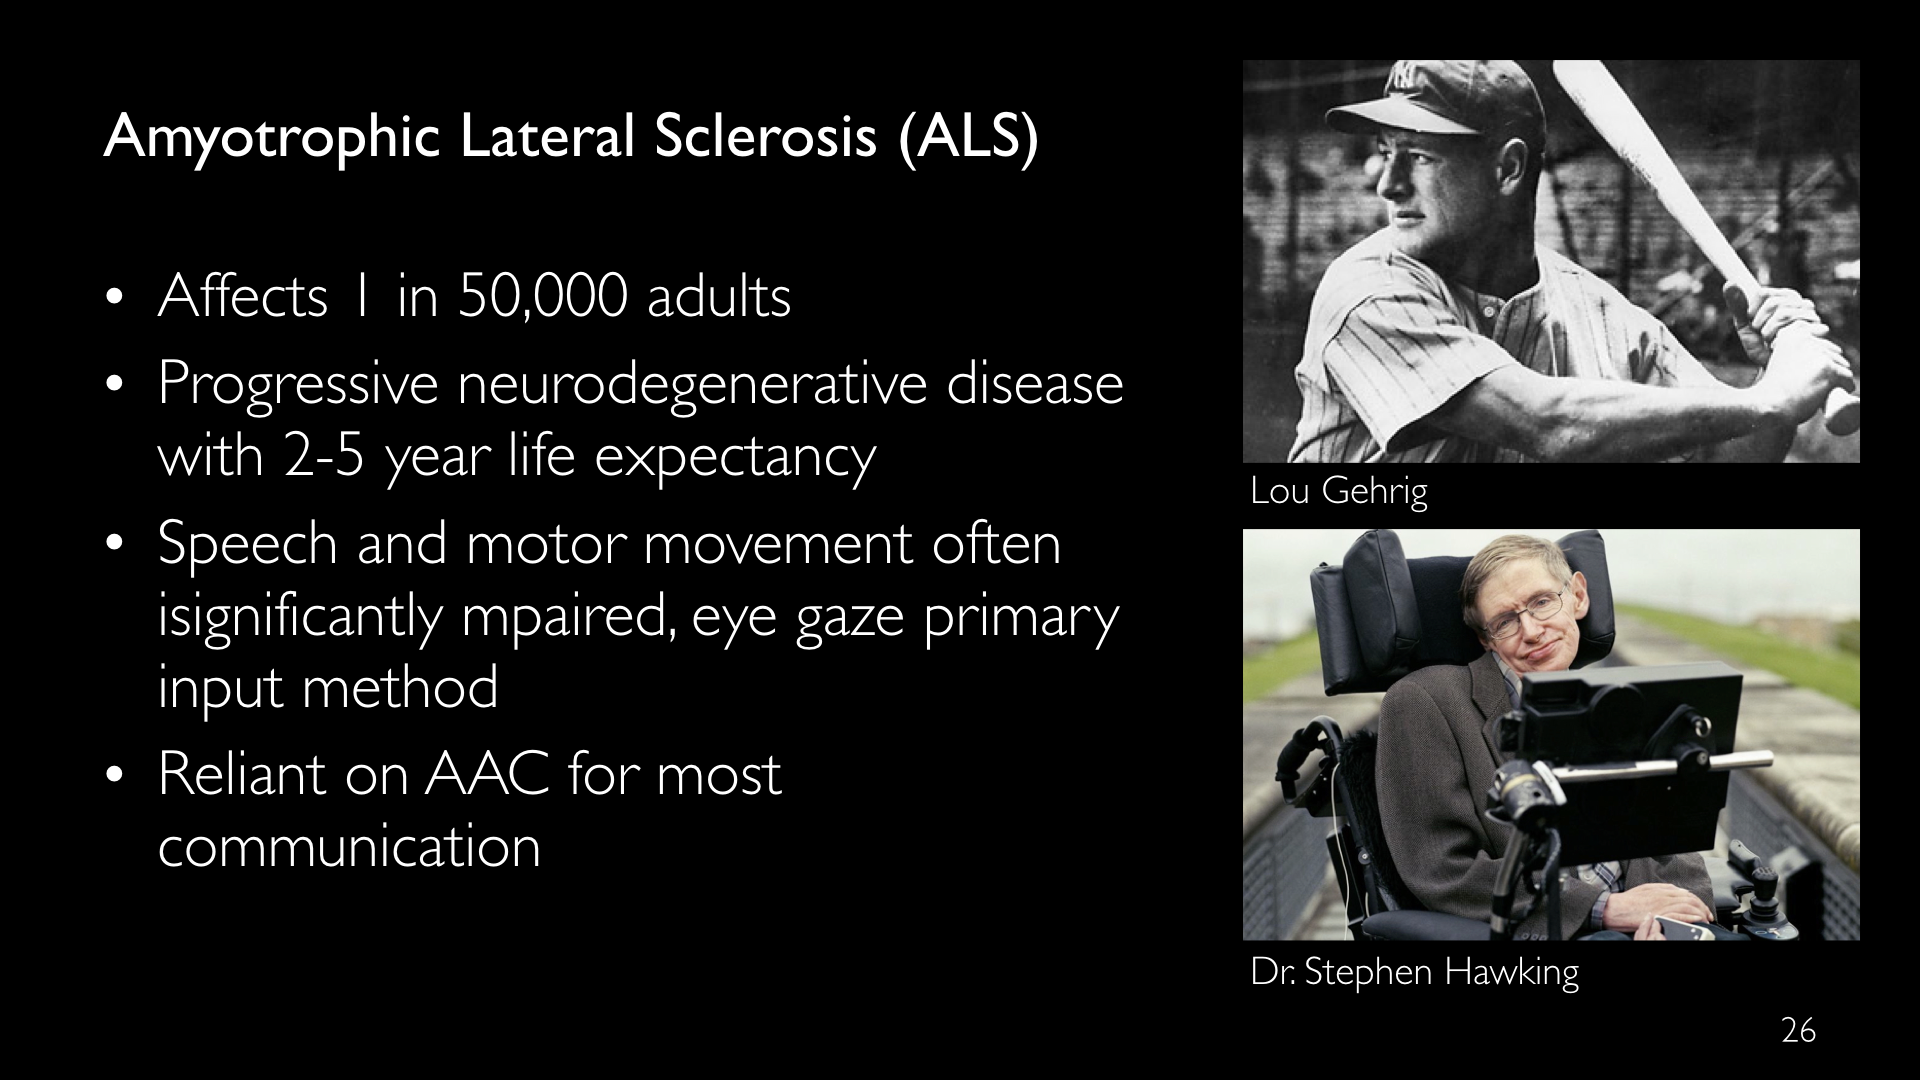 Amyotrophic Lateral Sclerosis (ALS)
• Affects 1 in 50,000 adults
• Progressive neurodegenerative disease
with 2-5 year life expectancy
• Speech and motor movement often
isignificantly mpaired, eye gaze primary
input method
• Reliant on AAC for most
communication
Lou Gehrig
Dr. Stephen Hawking
26